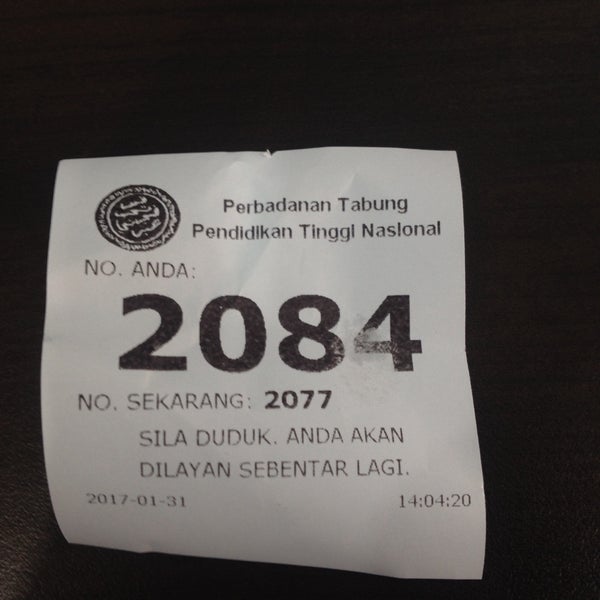 Perbadanan Tabung
Pendidikan Tinggi Nasional
NO. ANDA:
2084
NO. SEKARANG: 2077
SILA DUDUK. ANDA AKAN
DILAYAN SEBENTAR LAGI.
2017-01-31 14:04:20